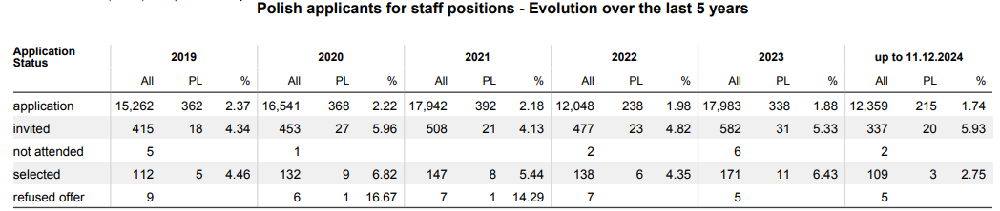 Polish applicants for staff positions - Evolution over the last 5 years
Application
Status
2019 2020 2021 2022 2023 up to 11.12.2024
All PL % All PL % All PL % All PL % All PL % All PL %
application 15,262 362 2.37 16,541 368 2.22 17,942 392 2.18 12,048 238 1.98 17,983 338 1.88 12,359 215 1.74
invited 415 18 4.34 453 27 5.96 508 21 4.13 477 23 4.82 582 31 5.33 337 20 5.93
not attended 5 1 2 6 2
selected 112 5 4.46 132 9 6.82 147 8 5.44 138 6 4.35 171 11 6.43 109 3 2.75
refused offer 9 6 1 16.67 7 1 14.29 7 5 5